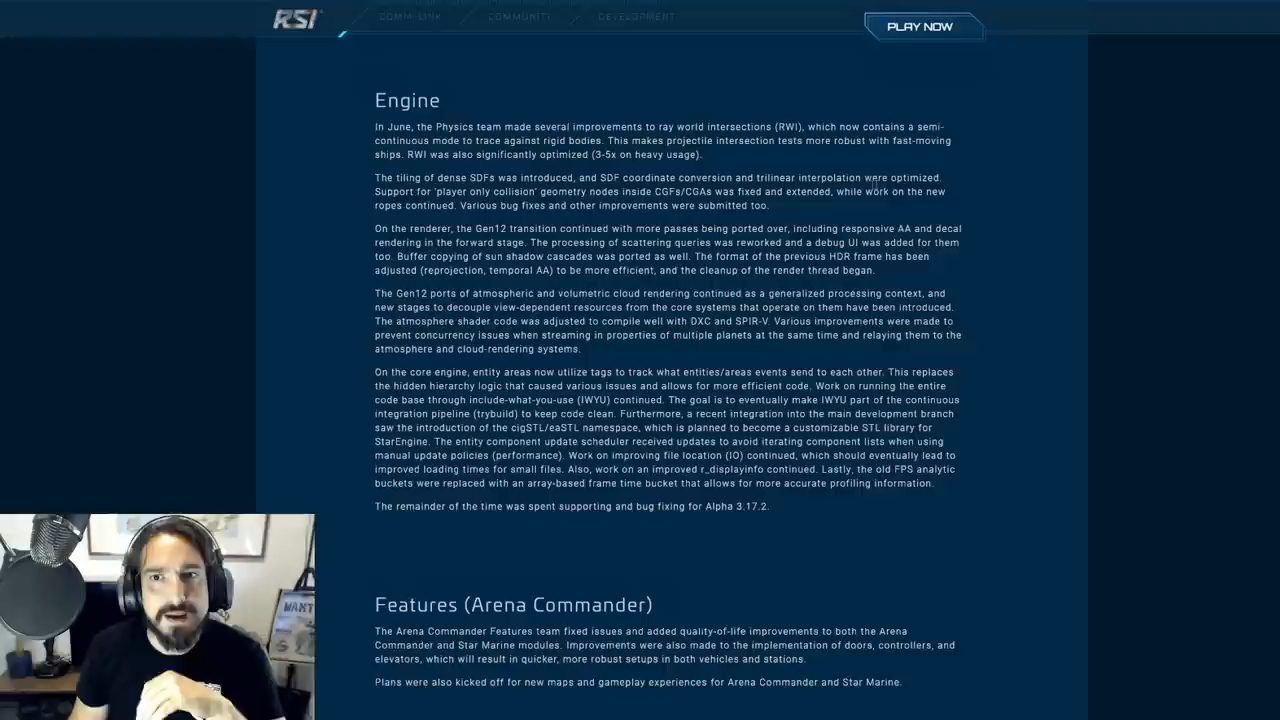 RSI
COMM-LINK
COMMUNITY
DEVELOPMENT
PLAY NOW
Engine
In June, the Physics team made several improvements to ray world intersections (RWI), which now contains a semi-
continuous mode to trace against rigid bodies. This makes projectile intersection tests more robust with fast-moving
ships. RWI was also significantly optimized (3-5x on heavy usage).
The tiling of dense SDFs was introduced, and SDF coordinate conversion and trilinear interpolation were optimized.
Support for 'player only collision' geometry nodes inside CGFs/CGAs was fixed and extended, while work on the new
ropes continued. Various bug fixes and other improvements were submitted too.
On the renderer, the Gen12 transition continued with more passes being ported over, including responsive AA and decal
rendering in the forward stage. The processing of scattering queries was reworked and a debug UI was added for them
too. Buffer copying of sun shadow cascades was ported as well. The format of the previous HDR frame has been
adjusted (reprojection, temporal AA) to be more efficient, and the cleanup of the render thread began.
The Gen12 ports of atmospheric and volumetric cloud rendering continued as a generalized processing context, and
new stages to decouple view-dependent resources from the core systems that operate on them have been introduced.
The atmosphere shader code was adjusted to compile well with DXC and SPIR-V. Various improvements were made to
prevent concurrency issues when streaming in properties of multiple planets at the same time and relaying them to the
atmosphere and cloud-rendering systems.
On the core engine, entity areas now utilize tags to track what entities/areas events send to each other. This replaces
the hidden hierarchy logic that caused various issues and allows for more efficient code. Work on running the entire
code base through include-what-you-use (IWYU) continued. The goal is to eventually make IWYU part of the continuous
integration pipeline (trybuild) to keep code clean. Furthermore, a recent integration into the main development branch
saw the introduction of the cigSTL/eaSTL namespace, which is planned to become a customizable STL library for
StarEngine. The entity component update scheduler received updates to avoid iterating component lists when using
manual update policies (performance). Work on improving file location (IO) continued, which should eventually lead to
improved loading times for small files. Also, work on an improved r_displayinfo continued. Lastly, the old FPS analytic
buckets were replaced with an array-based frame time bucket that allows for more accurate profiling information.
The remainder of the time was spent supporting and bug fixing for Alpha 3.17.2.
Features (Arena Commander)
The Arena Commander Features team fixed issues and added quality-of-life improvements to both the Arena
Commander and Star Marine modules. Improvements were also made to the implementation of doors, controllers, and
elevators, which will result in quicker, more robust setups in both vehicles and stations.
Plans were also kicked off for new maps and gameplay experiences for Arena Commander and Star Marine.